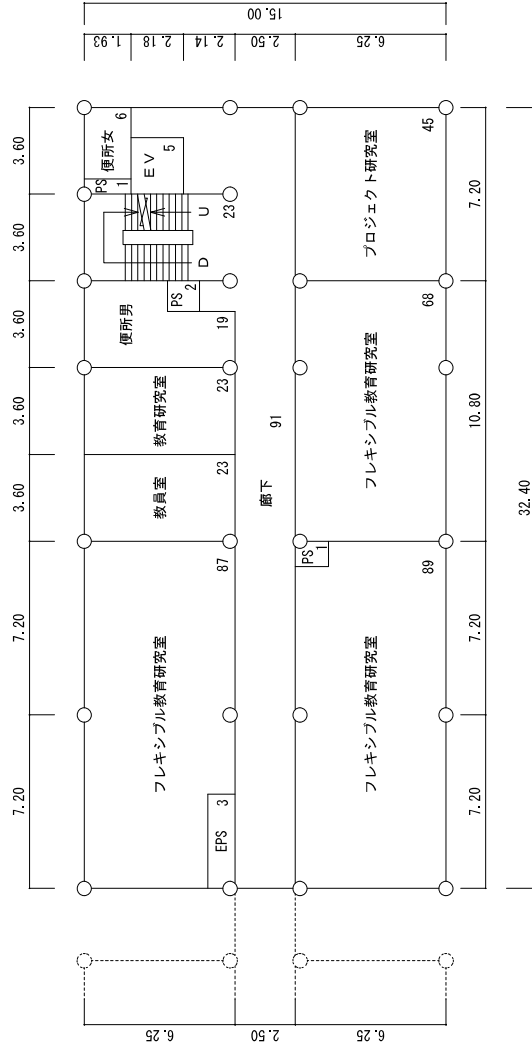 15.00
1.93
2.18
2.14
2.50
6.25
3.60
3.60
3.60
3.60
3.60
7.20
7.20
便所女
6
PS
1
EV
5
U
D
23
便所男
PS
2
19
教育研究室
23
教員室
23
フレキシブル教育研究室
87
EPS
3
廊下
91
プロジェクト研究室
45
フレキシブル教育研究室
68
PS
1
フレキシブル教育研究室
89
7.20
10.80
7.20
7.20
32.40
6.25
2.50
6.25